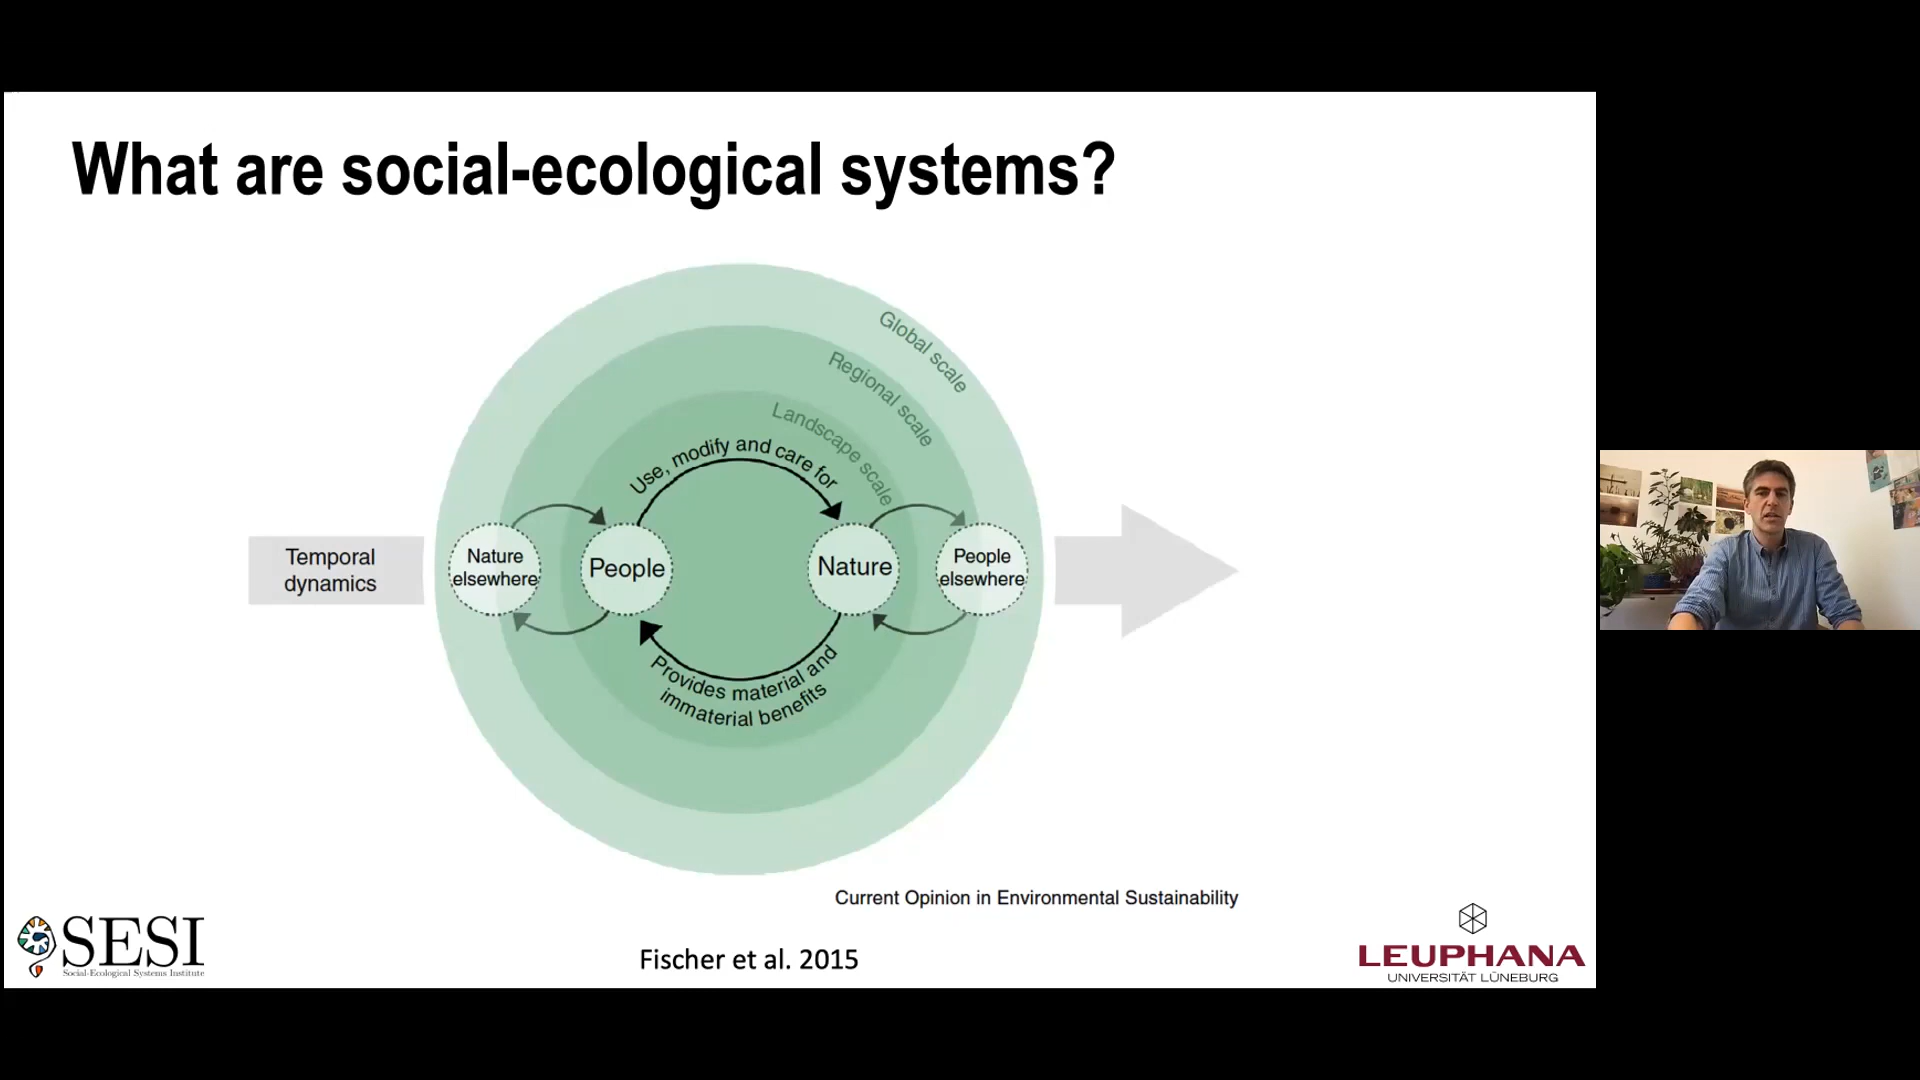 What are social-ecological systems?
Global scale
Regional scale
Landscape scale
Use, modify and care for
Temporal
dynamics
Nature
elsewhere
People
Nature
People
elsewhere
Provides material and
immaterial benefits
Current Opinion in Environmental Sustainability
Fischer et al. 2015
SESI
Social-Ecological Systems Institute
LEUPHANA
UNIVERSITÄT LÜNEBURG